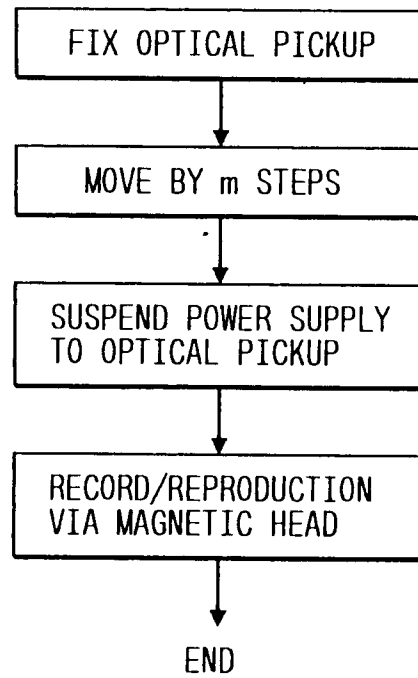 FIX OPTICAL PICKUP
MOVE BY m STEPS
SUSPEND POWER SUPPLY
TO OPTICAL PICKUP
RECORD/REPRODUCTION
VIA MAGNETIC HEAD
END